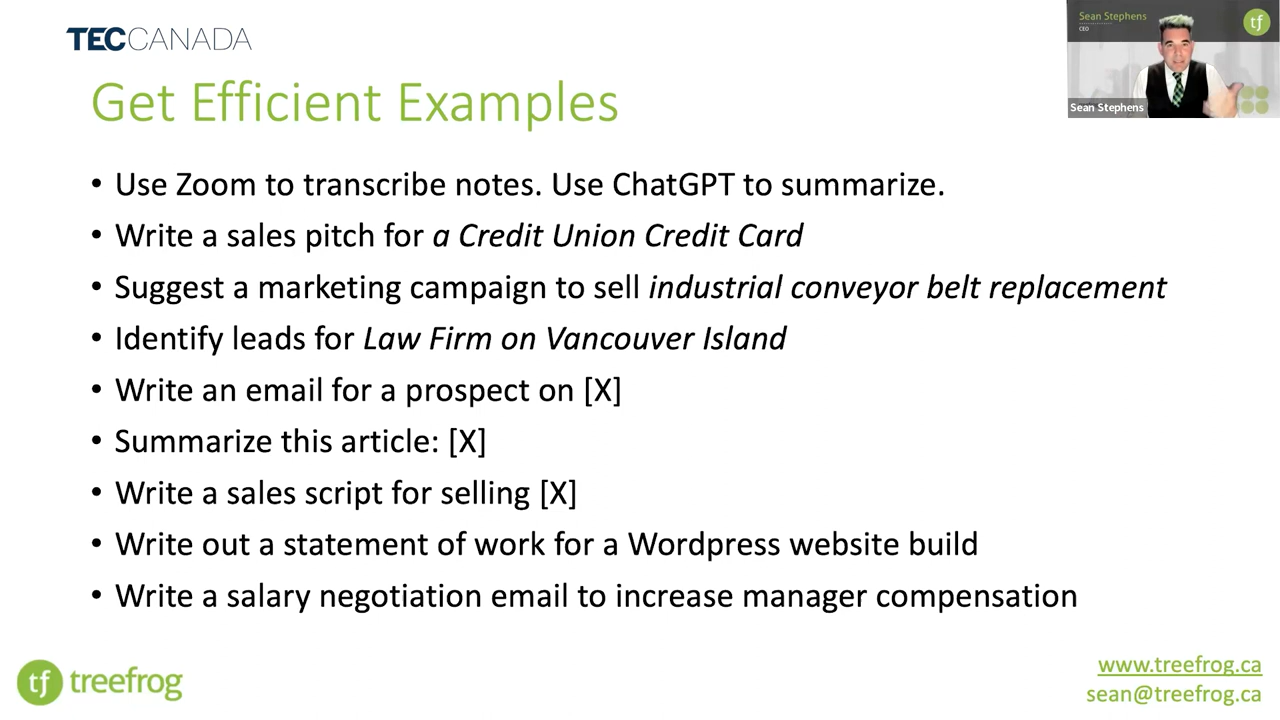 TECCANADA
Sean Stephens
CEO
tf
Sean Stephens
Get Efficient Examples
• Use Zoom to transcribe notes. Use ChatGPT to summarize.
• Write a sales pitch for a Credit Union Credit Card
• Suggest a marketing campaign to sell industrial conveyor belt replacement
• Identify leads for Law Firm on Vancouver Island
• Write an email for a prospect on [X]
• Summarize this article: [X]
• Write a sales script for selling [X]
• Write out a statement of work for a Wordpress website build
• Write a salary negotiation email to increase manager compensation
tf treefrog
www.treefrog.ca
sean@treefrog.ca